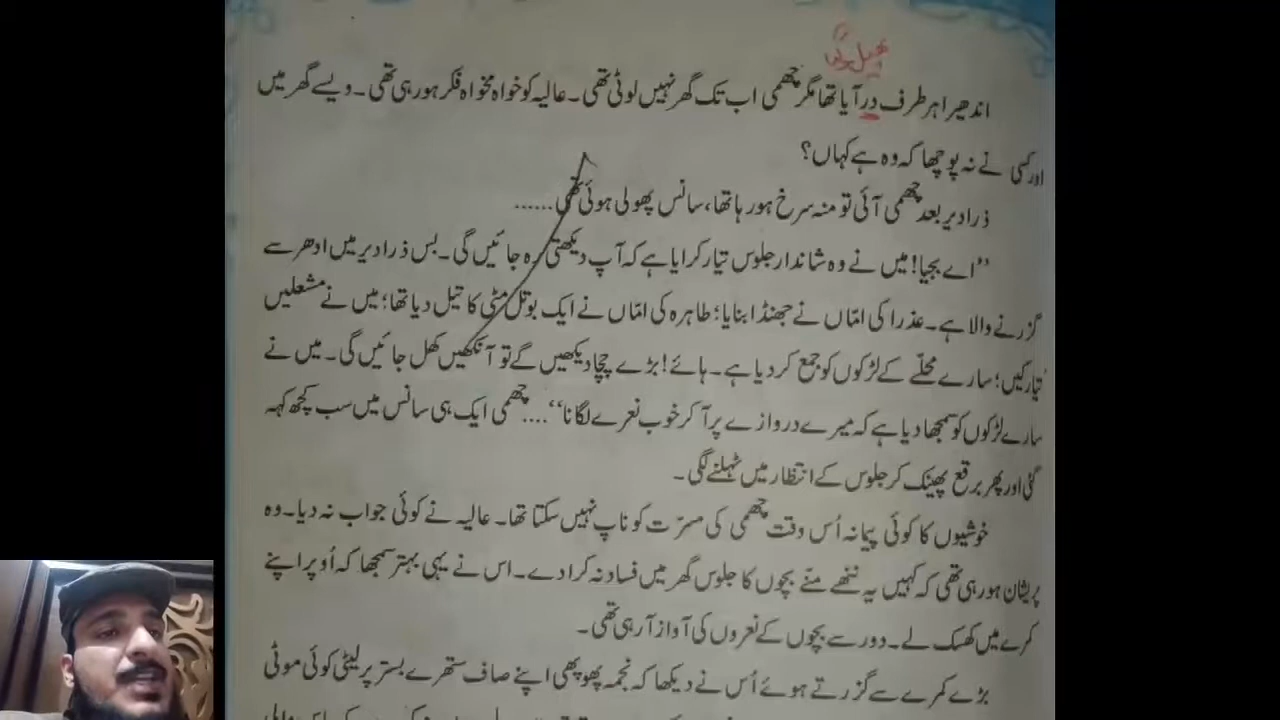 پھیل
اندھیرا ہر طرف در آیا تھا مگر چھمی اب تک گھر نہیں لوٹی تھی۔ عالیہ کو خواہ مخواہ فکر ہو رہی تھی۔ ویسے گھر میں
اور کسی نے نہ پوچھا کہ وہ ہے کہاں؟
ذرا دیر بعد چھمی آئی تو منہ سرخ ہو رہا تھا، سانس پھولی ہوئی تھی......
”اے بجیا! میں نے وہ شاندار جلوس تیار کرایا ہے کہ آپ دیکھتی رہ جائیں گی۔ بس ذرا دیر میں ادھر سے
گزرنے والا ہے۔ عذرا کی امّاں نے جھنڈا بنایا؛ طاہرہ کی امّاں نے ایک بوتل مٹی کا تیل دیا تھا؛ میں نے مشعلیں
تیار کیں؛ سارے محلّے کے لڑکوں کو جمع کر دیا ہے۔ ہائے! بڑے چچا دیکھیں گے تو آنکھیں کھل جائیں گی۔ میں نے
سارے لڑکوں کو سمجھا دیا ہے کہ میرے دروازے پر آ کر خوب نعرے لگانا“.... چھمی ایک ہی سانس میں سب کچھ کہہ
گئی اور پھر برقع پھینک کر جلوس کے انتظار میں ٹہلنے لگی۔
خوشیوں کا کوئی پیمانہ اُس وقت چھمی کی مسرّت کو ناپ نہیں سکتا تھا۔ عالیہ نے کوئی جواب نہ دیا۔ وہ
پریشان ہو رہی تھی کہ کہیں یہ ننھے منّے بچوں کا جلوس گھر میں فساد نہ کرا دے۔ اس نے یہی بہتر سمجھا کہ اُوپر اپنے
کمرے میں کھسک لے۔ دور سے بچوں کے نعروں کی آواز آ رہی تھی۔
بڑے کمرے سے گزرتے ہوئے اُس نے دیکھا کہ نجمہ پھوپھی اپنے صاف ستھرے بستر پر لیٹی کوئی موٹی